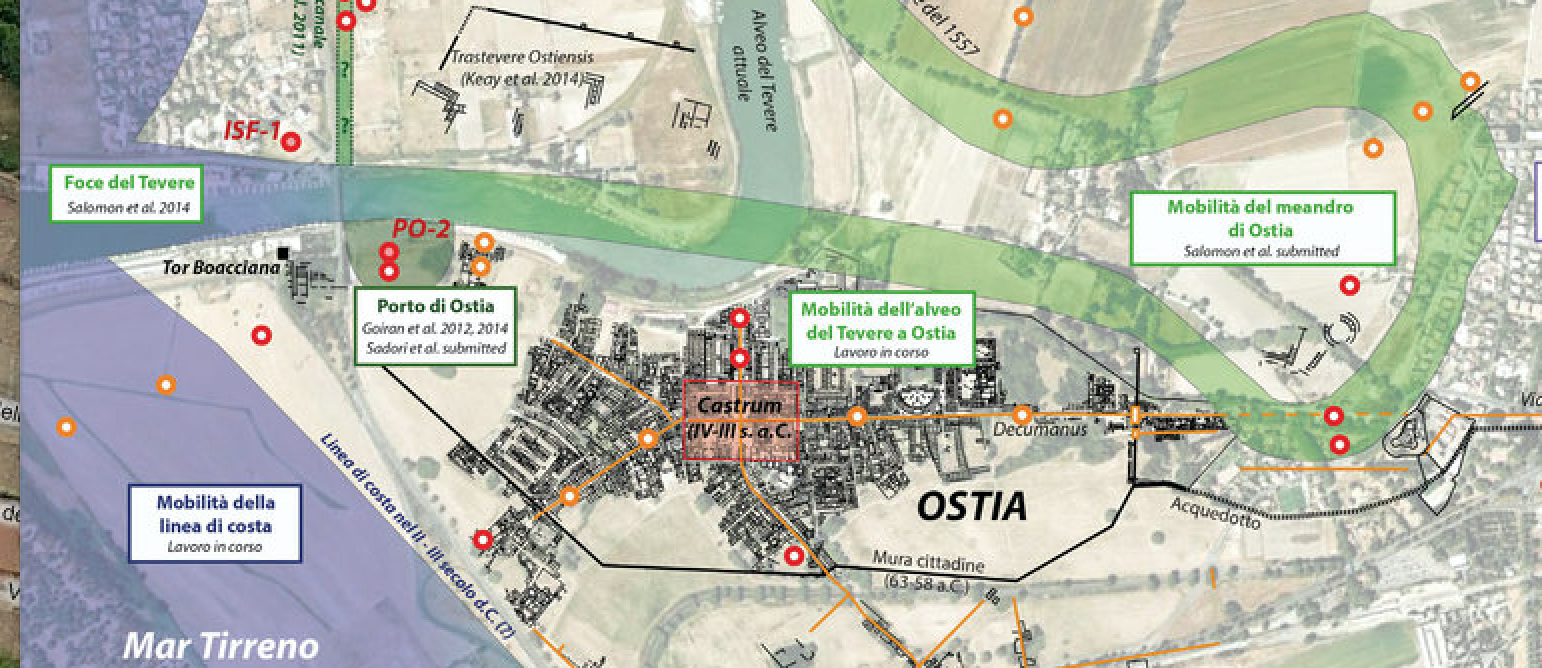 canale
2011)
?
?
Trastevere Ostiensis
(Keay et al. 2014)
Alveo del Tevere
attuale
del 1557
ISF-1
Foce del Tevere
Salomon et al. 2014
PO-2
Tor Boacciana
Porto di Ostia
Goiran et al. 2012, 2014
Sadori et al. submitted
Mobilità dell'alveo
del Tevere a Ostia
Lavoro in corso
Mobilità del meandro
di Ostia
Salomon et al. submitted
Castrum
(IV-III s. a.C.
Decumanus
OSTIA
Acquedotto
Mura cittadine
(63-58 a.C.)
Linea di costa nel II - III secolo d.C. (?)
Mobilità della
linea di costa
Lavoro in corso
Mar Tirreno